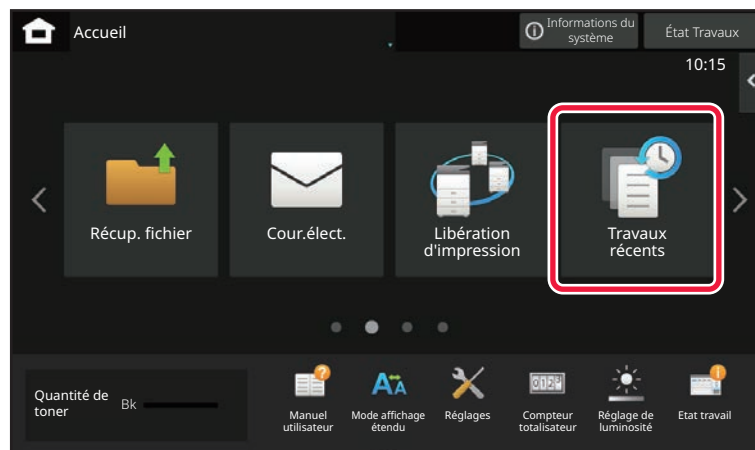 Accueil
Informations du
système
État Travaux
10:15
Récup. fichier
Cour.élect.
Libération
d'impression
Travaux
récents
Quantité de
toner
Bk
Manuel
utilisateur
Mode affichage
étendu
Réglages
0123
Compteur
totalisateur
Réglage de
luminosité
Etat travail